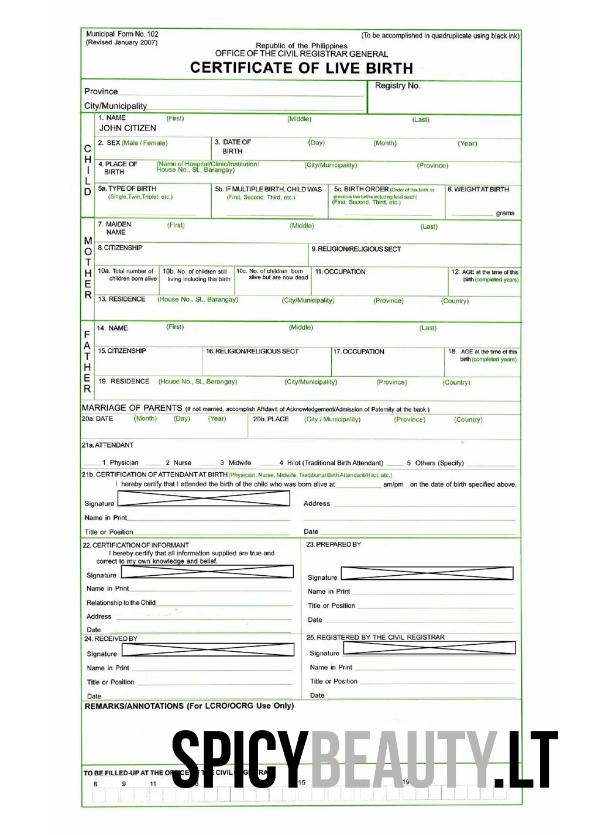 Municipal Form No. 102
(Revised January 2007)
(To be accomplished in quadruplicate using black ink)
Republic of the Philippines
OFFICE OF THE CIVIL REGISTRAR GENERAL
CERTIFICATE OF LIVE BIRTH
Province
Registry No.
City/Municipality
CHILD
1. NAME (First) (Middle) (Last)
JOHN CITIZEN
2. SEX (Male / Female) 3. DATE OF BIRTH (Day) (Month) (Year)
4. PLACE OF BIRTH (Name of Hospital/Clinic/Institution/ House No., St., Barangay) (City/Municipality) (Province)
5a. TYPE OF BIRTH (Single,Twin,Triplet, etc.) 5b. IF MULTIPLE BIRTH, CHILD WAS (First, Second, Third, etc.) 5c. BIRTH ORDER (Order of this birth to previous live births including fetal death) (First, Second, Third, etc.) 6. WEIGHT AT BIRTH
grams
MOTHER
7. MAIDEN NAME (First) (Middle) (Last)
8. CITIZENSHIP 9. RELIGION/RELIGIOUS SECT
10a. Total number of children born alive 10b. No. of children still living including this birth 10c. No. of children born alive but are now dead 11. OCCUPATION 12. AGE at the time of this birth (completed years)
13. RESIDENCE (House No., St., Barangay) (City/Municipality) (Province) (Country)
FATHER
14. NAME (First) (Middle) (Last)
15. CITIZENSHIP 16. RELIGION/RELIGIOUS SECT 17. OCCUPATION 18. AGE at the time of this birth (completed years)
19. RESIDENCE (House No., St., Barangay) (City/Municipality) (Province) (Country)
MARRIAGE OF PARENTS (If not married, accomplish Affidavit of Acknowledgement/Admission of Paternity at the back.)
20a. DATE (Month) (Day) (Year) 20b. PLACE (City / Municipality) (Province) (Country)
21a. ATTENDANT
1 Physician 2 Nurse 3 Midwife 4 Hilot (Traditional Birth Attendant) 5 Others (Specify)
21b. CERTIFICATION OF ATTENDANT AT BIRTH (Physician, Nurse, Midwife, Traditional Birth Attendant/Hilot, etc.)
I hereby certify that I attended the birth of the child who was born alive at am/pm on the date of birth specified above.
Signature Address
Name in Print
Title or Position Date
22. CERTIFICATION OF INFORMANT
I hereby certify that all information supplied are true and
correct to my own knowledge and belief.
Signature
Name in Print
Relationship to the Child
Address
Date
23. PREPARED BY
Signature
Name in Print
Title or Position
Date
24. RECEIVED BY
Signature
Name in Print
Title or Position
Date
25. REGISTERED BY THE CIVIL REGISTRAR
Signature
Name in Print
Title or Position
Date
REMARKS/ANNOTATIONS (For LCRO/OCRG Use Only)
SPICYBEAUTY.LT
TO BE FILLED-UP AT THE CIVIL
8 9 11 15 19